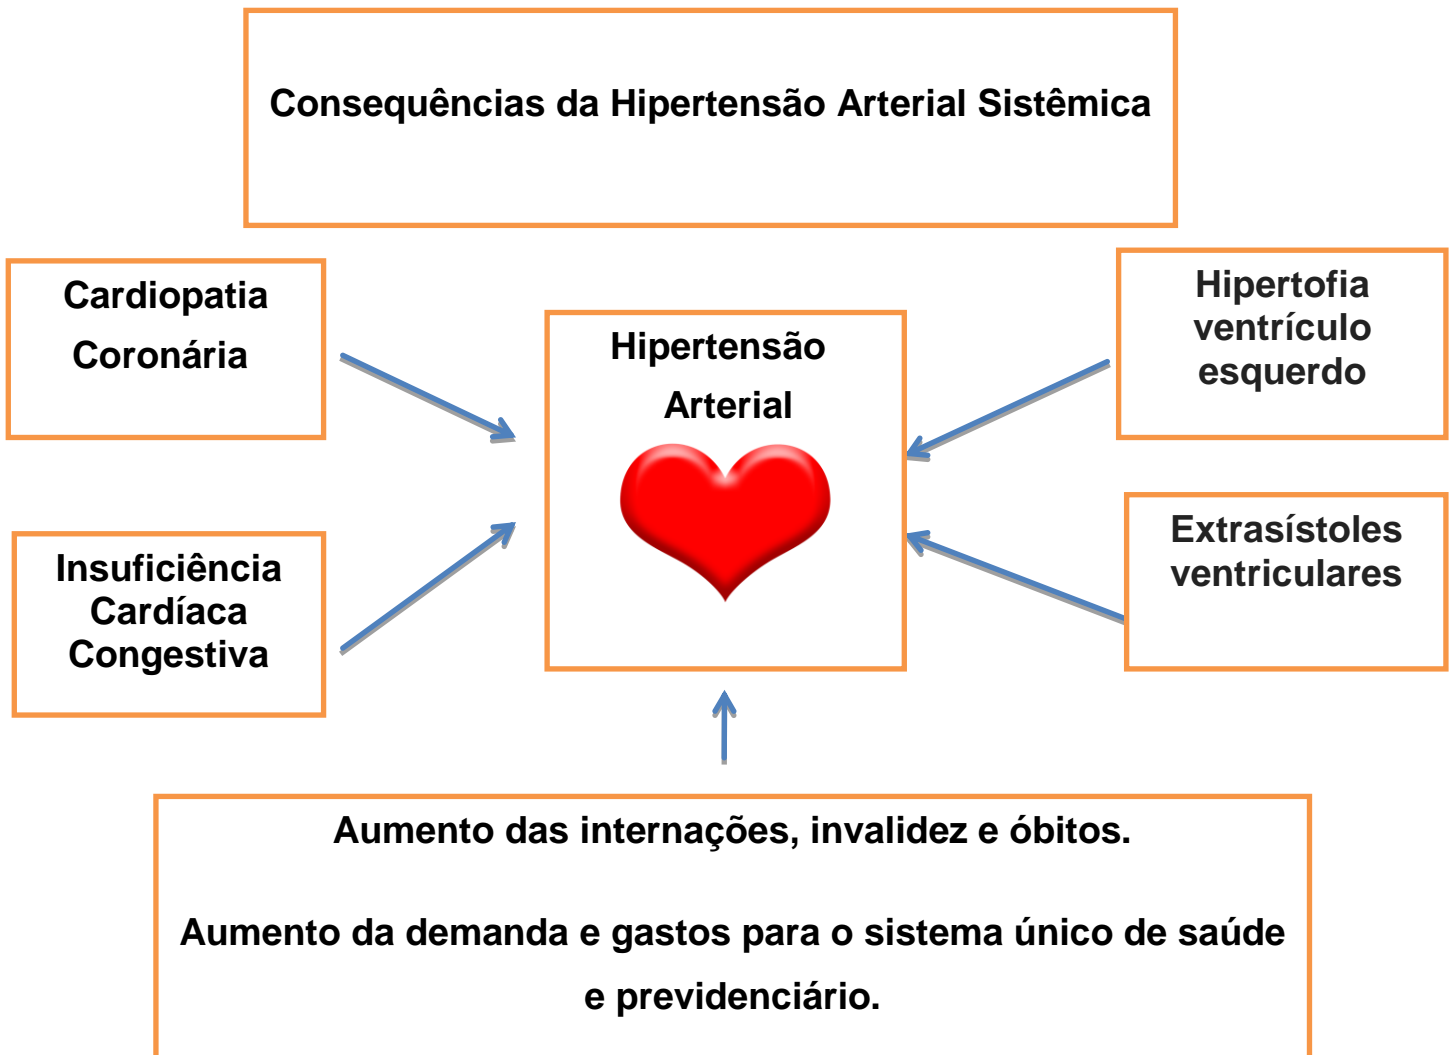 Consequências da Hipertensão Arterial Sistêmica
Cardiopatia
Coronária
Hipertensão
Arterial
Hipertofia
ventrículo
esquerdo
Insuficiência
Cardíaca
Congestiva
Extrasístoles
ventriculares
Aumento das internações, invalidez e óbitos.
Aumento da demanda e gastos para o sistema único de saúde
e previdenciário.